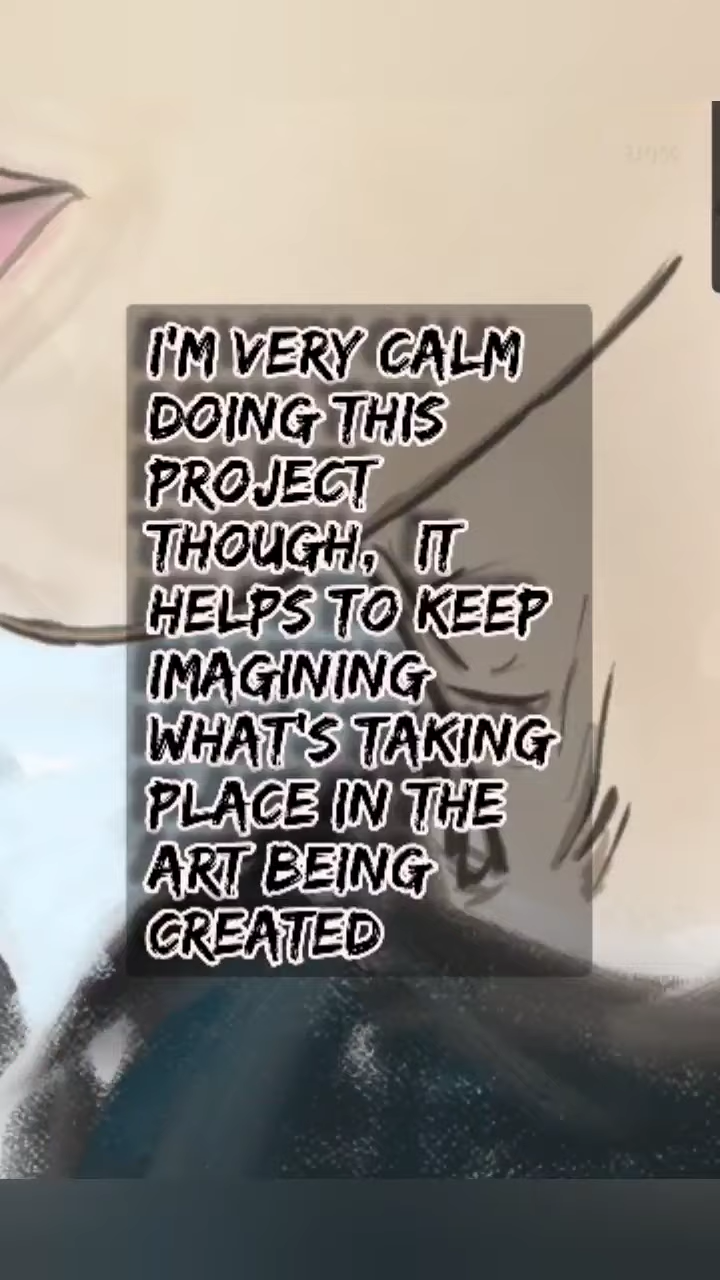 I'M VERY CALM
DOING THIS
PROJECT
THOUGH, IT
HELPS TO KEEP
IMAGINING
WHAT'S TAKING
PLACE IN THE
ART BEING
CREATED